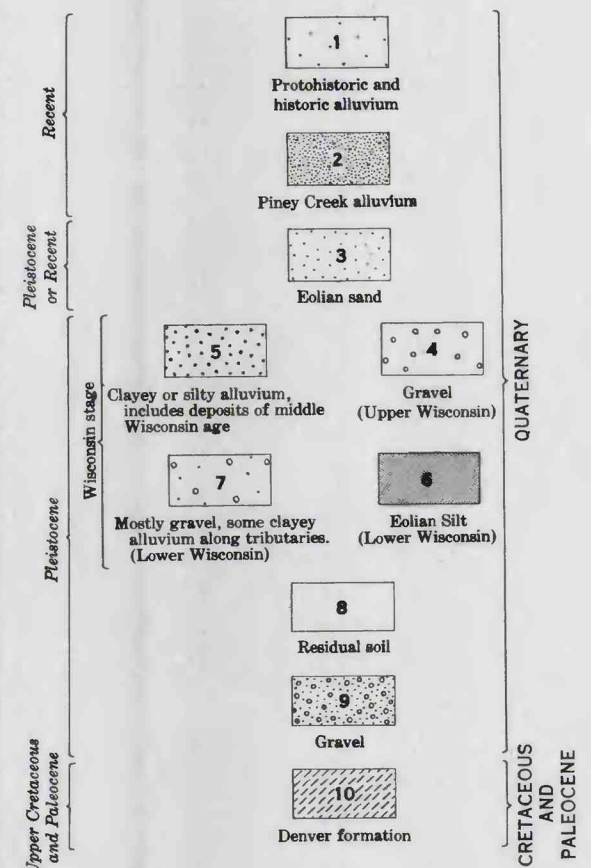 Recent
1
Protohistoric and
historic alluvium
2
Piney Creek alluvium
Pleistocene
or Recent
3
Eolian sand
Pleistocene
Wisconsin stage
5
Clayey or silty alluvium,
includes deposits of middle
Wisconsin age
4
Gravel
(Upper Wisconsin)
7
Mostly gravel, some clayey
alluvium along tributaries.
(Lower Wisconsin)
6
Eolian Silt
(Lower Wisconsin)
8
Residual soil
9
Gravel
QUATERNARY
Upper Cretaceous
and Paleocene
10
Denver formation
CRETACEOUS
AND
PALEOCENE